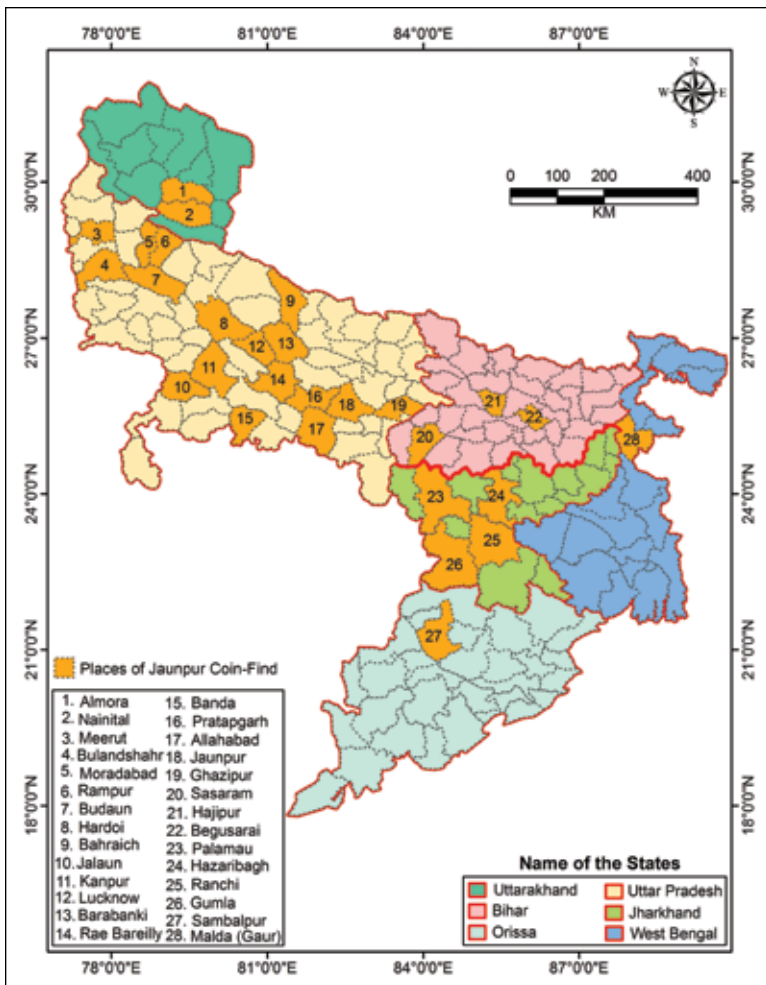 78°0'0"E 81°0'0"E 84°0'0"E 87°0'0"E
N
W E
S
0 100 200 400
KM
30°0'0"N
27°0'0"N
24°0'0"N
21°0'0"N
18°0'0"N
30°0'0"N
27°0'0"N
24°0'0"N
21°0'0"N
18°0'0"N
1
2
3
5 6
4
7
9
8
12 13
11
14
10
16 18 19
15 17
21
22
20
28
23 24
25
26
27
Places of Jaunpur Coin-Find
1. Almora
2. Nainital
3. Meerut
4. Bulandshahr
5. Moradabad
6. Rampur
7. Budaun
8. Hardoi
9. Bahraich
10. Jalaun
11. Kanpur
12. Lucknow
13. Barabanki
14. Rae Bareilly
15. Banda
16. Pratapgarh
17. Allahabad
18. Jaunpur
19. Ghazipur
20. Sasaram
21. Hajipur
22. Begusarai
23. Palamau
24. Hazaribagh
25. Ranchi
26. Gumla
27. Sambalpur
28. Malda (Gaur)
Name of the States
Uttarakhand
Bihar
Orissa
Uttar Pradesh
Jharkhand
West Bengal
78°0'0"E 81°0'0"E 84°0'0"E 87°0'0"E